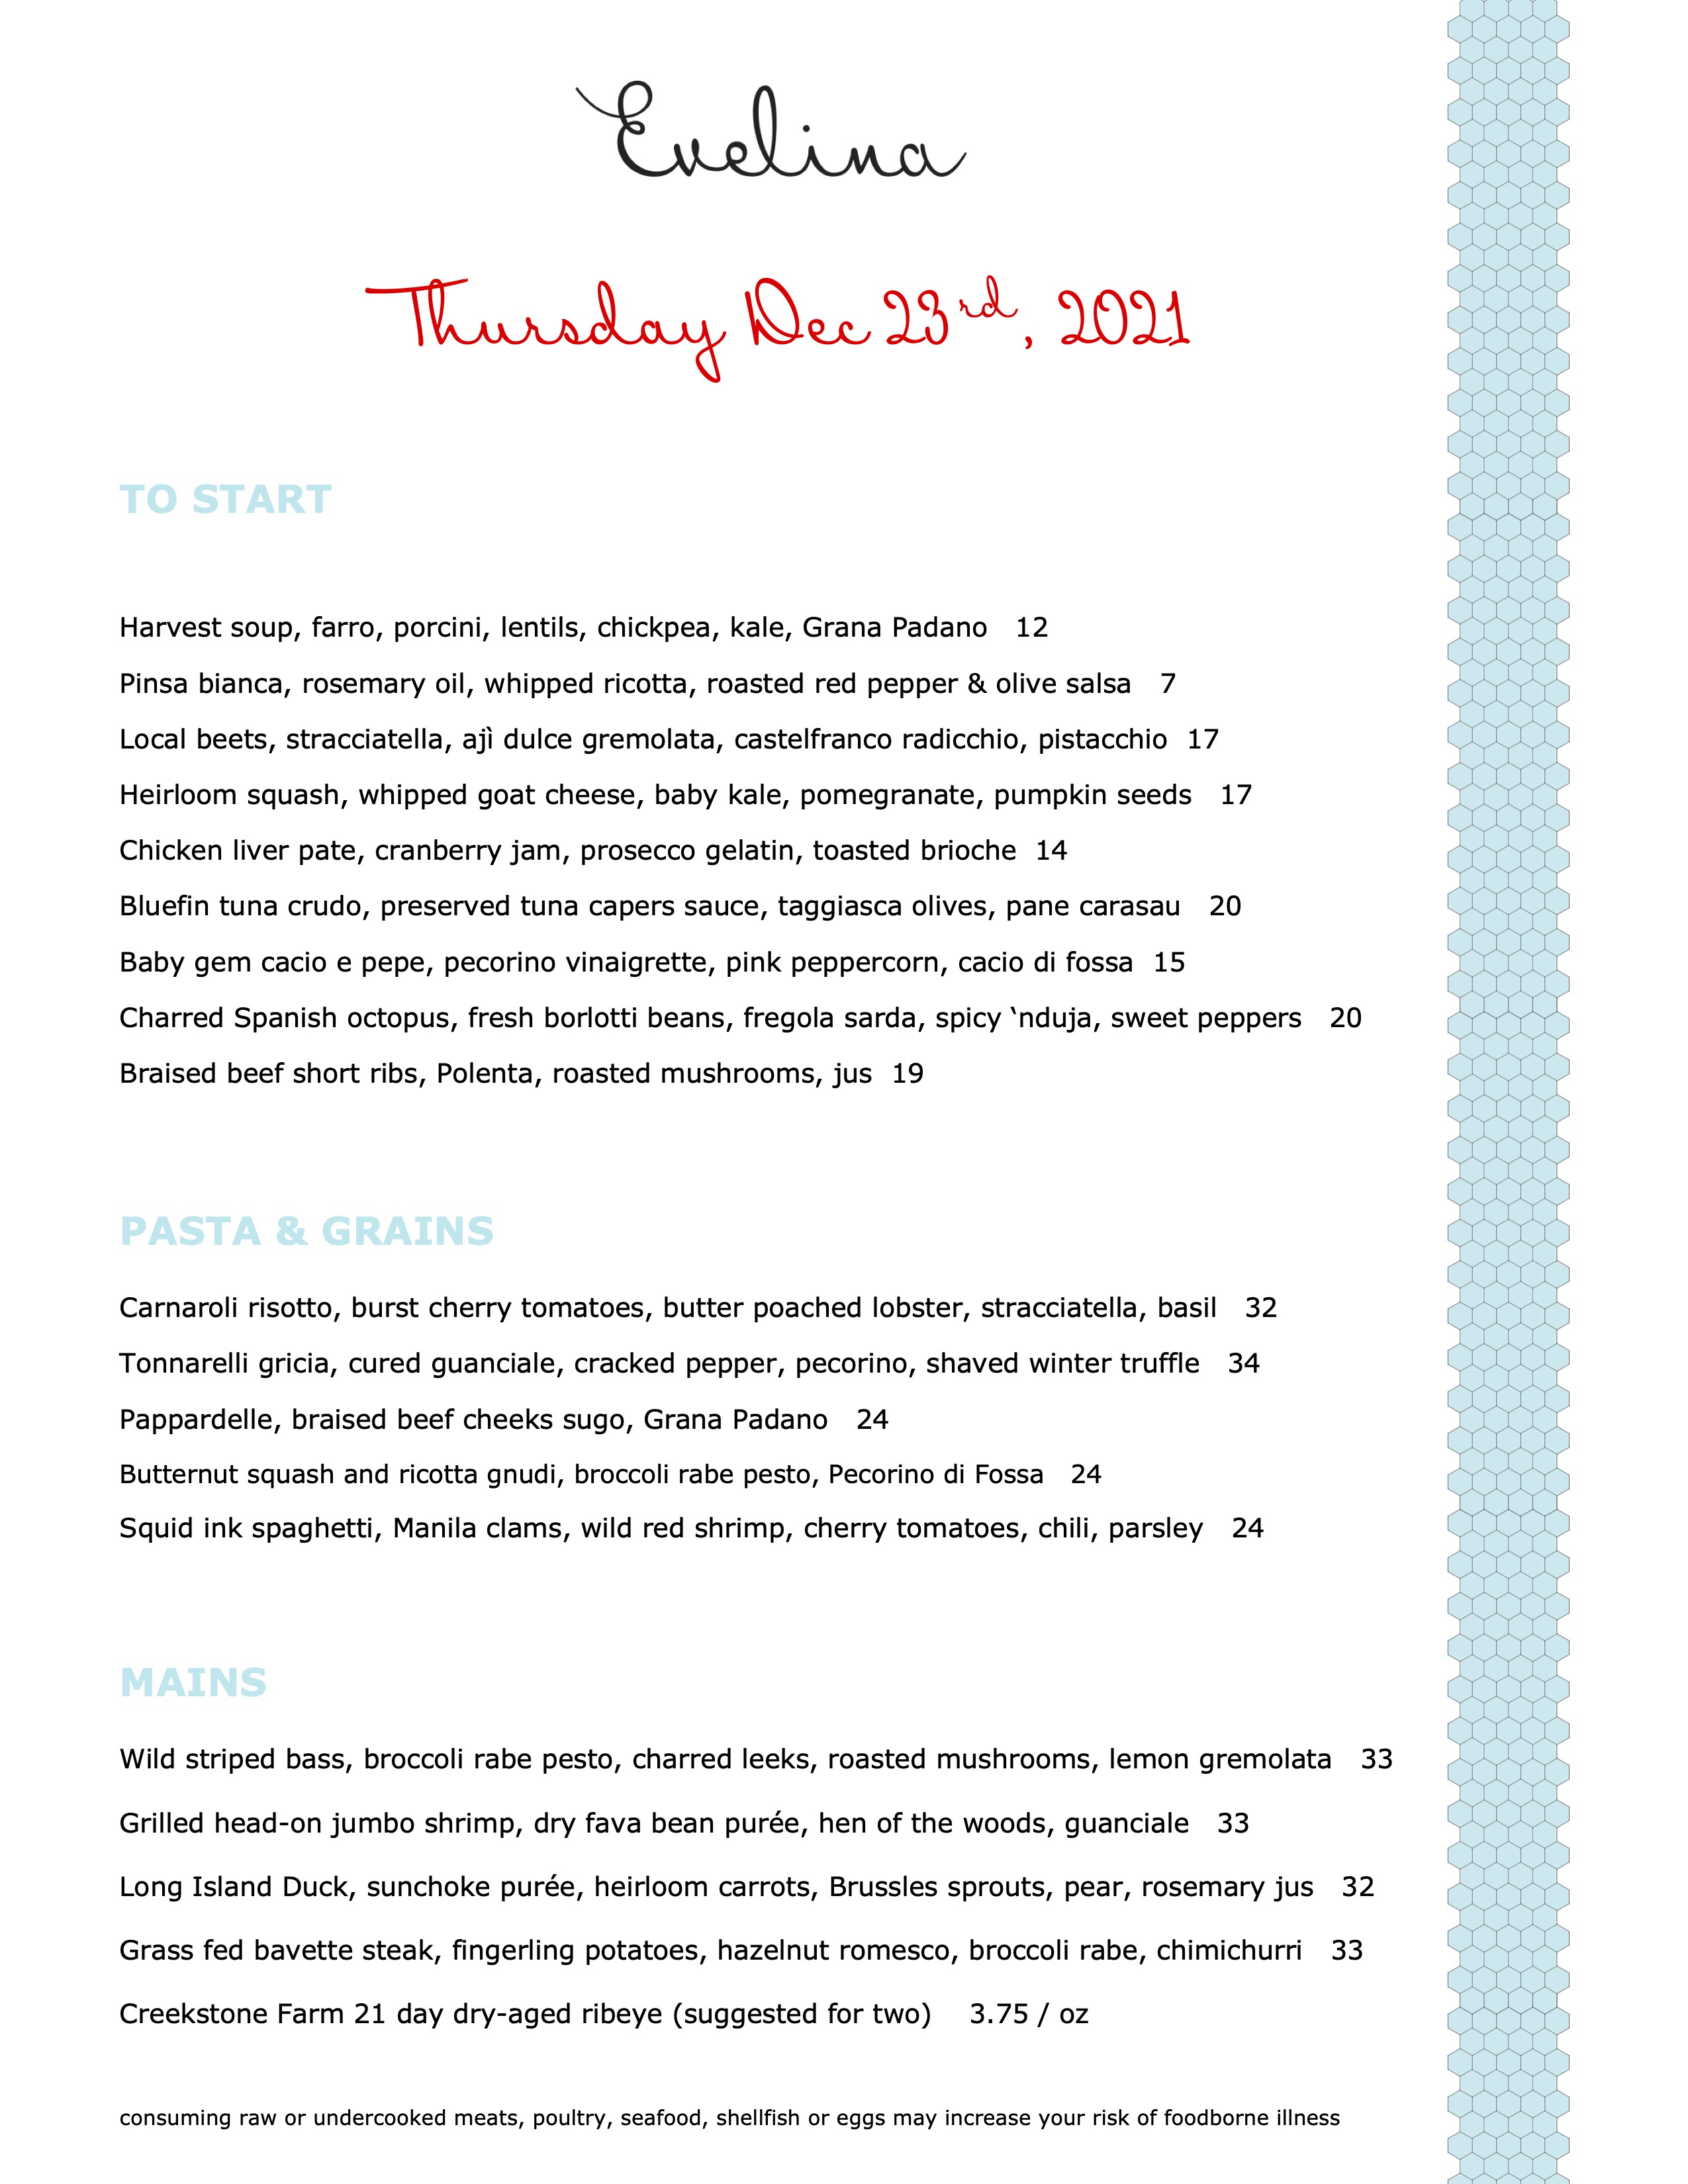 Evelina
Thursday Dec 23rd, 2021
TO START
Harvest soup, farro, porcini, lentils, chickpea, kale, Grana Padano 12
Pinsa bianca, rosemary oil, whipped ricotta, roasted red pepper & olive salsa 7
Local beets, stracciatella, ajì dulce gremolata, castelfranco radicchio, pistacchio 17
Heirloom squash, whipped goat cheese, baby kale, pomegranate, pumpkin seeds 17
Chicken liver pate, cranberry jam, prosecco gelatin, toasted brioche 14
Bluefin tuna crudo, preserved tuna capers sauce, taggiasca olives, pane carasau 20
Baby gem cacio e pepe, pecorino vinaigrette, pink peppercorn, cacio di fossa 15
Charred Spanish octopus, fresh borlotti beans, fregola sarda, spicy ‘nduja, sweet peppers 20
Braised beef short ribs, Polenta, roasted mushrooms, jus 19
PASTA & GRAINS
Carnaroli risotto, burst cherry tomatoes, butter poached lobster, stracciatella, basil 32
Tonnarelli gricia, cured guanciale, cracked pepper, pecorino, shaved winter truffle 34
Pappardelle, braised beef cheeks sugo, Grana Padano 24
Butternut squash and ricotta gnudi, broccoli rabe pesto, Pecorino di Fossa 24
Squid ink spaghetti, Manila clams, wild red shrimp, cherry tomatoes, chili, parsley 24
MAINS
Wild striped bass, broccoli rabe pesto, charred leeks, roasted mushrooms, lemon gremolata 33
Grilled head-on jumbo shrimp, dry fava bean purée, hen of the woods, guanciale 33
Long Island Duck, sunchoke purée, heirloom carrots, Brussles sprouts, pear, rosemary jus 32
Grass fed bavette steak, fingerling potatoes, hazelnut romesco, broccoli rabe, chimichurri 33
Creekstone Farm 21 day dry-aged ribeye (suggested for two) 3.75 / oz
consuming raw or undercooked meats, poultry, seafood, shellfish or eggs may increase your risk of foodborne illness